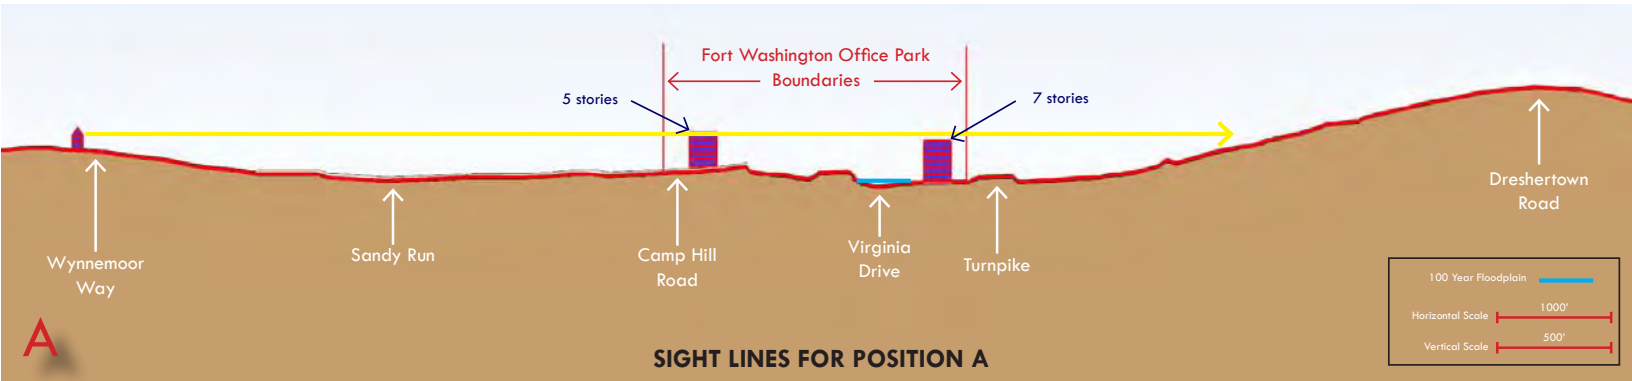 Fort Washington Office Park
Boundaries
5 stories
7 stories
Wynnemoor
Way
Sandy Run
Camp Hill
Road
Virginia
Drive
Turnpike
Dreshertown
Road
100 Year Floodplain
Horizontal Scale
1000'
Vertical Scale
500'
A
SIGHT LINES FOR POSITION A